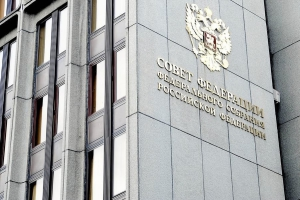 СОВЕТ ФЕДЕРАЦИИ
ФЕДЕРАЛЬНОГО СОБРАНИЯ
РОССИЙСКОЙ ФЕДЕРАЦИИ